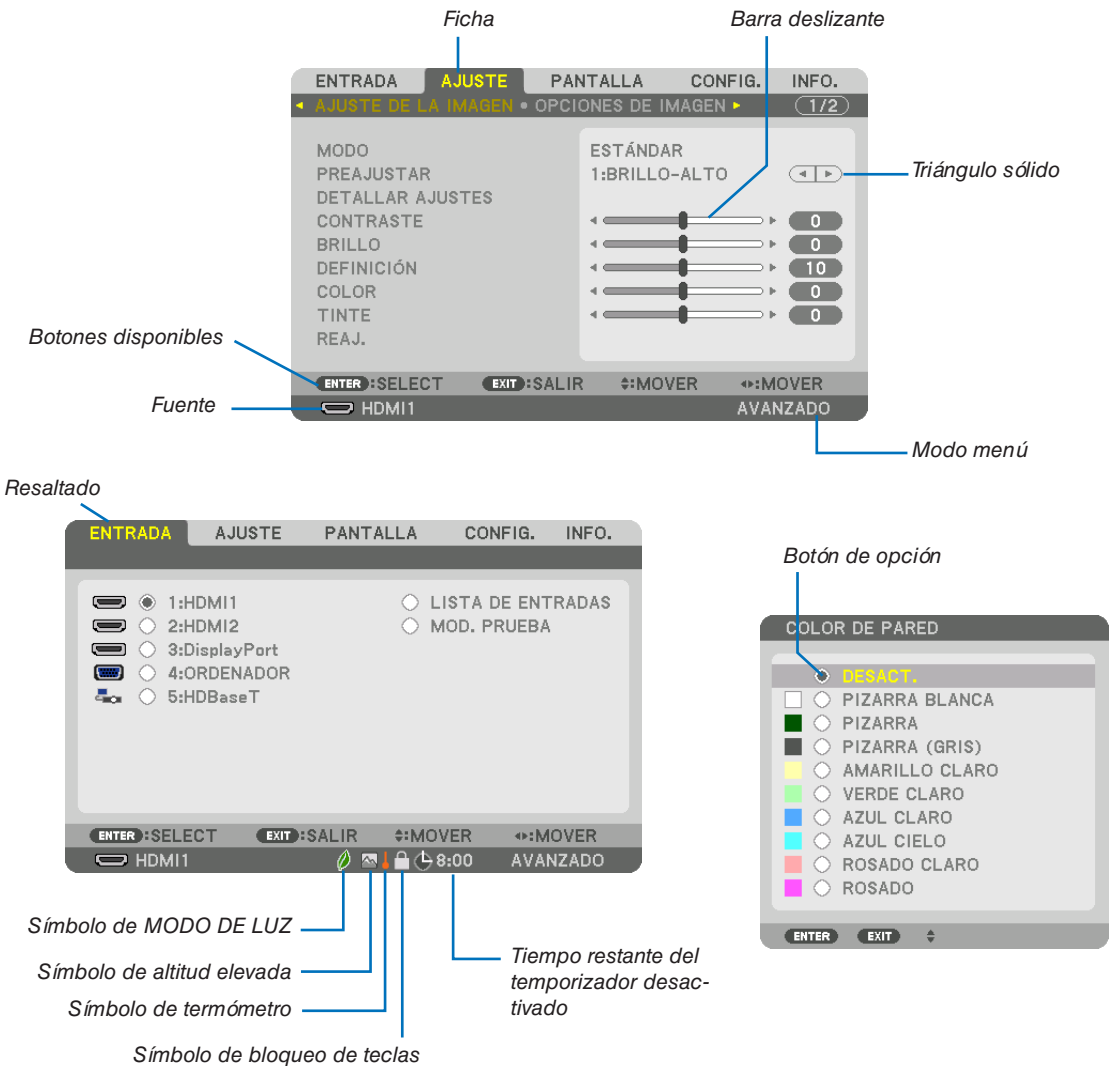 Ficha
Barra deslizante
ENTRADA AJUSTE PANTALLA CONFIG. INFO.
AJUSTE DE LA IMAGEN OPCIONES DE IMAGEN 1/2
MODO ESTÁNDAR
PREAJUSTAR 1:BRILLO-ALTO
Triángulo sólido
DETALLAR AJUSTES
CONTRASTE 0
BRILLO 0
DEFINICIÓN 10
COLOR 0
TINTE 0
REAJ.
Botones disponibles
ENTER :SELECT EXIT :SALIR :MOVER :MOVER
Fuente
HDMI1 AVANZADO
Modo menú
Resaltado
ENTRADA AJUSTE PANTALLA CONFIG. INFO.
1:HDMI1 LISTA DE ENTRADAS
2:HDMI2 MOD. PRUEBA
3:DisplayPort
4:ORDENADOR
5:HDBaseT
ENTER :SELECT EXIT :SALIR :MOVER :MOVER
HDMI1 8:00 AVANZADO
Botón de opción
COLOR DE PARED
DESACT.
PIZARRA BLANCA
PIZARRA
PIZARRA (GRIS)
AMARILLO CLARO
VERDE CLARO
AZUL CLARO
AZUL CIELO
ROSADO CLARO
ROSADO
ENTER EXIT
Símbolo de MODO DE LUZ
Símbolo de altitud elevada
Símbolo de termómetro
Símbolo de bloqueo de teclas
Tiempo restante del
temporizador desac-
tivado